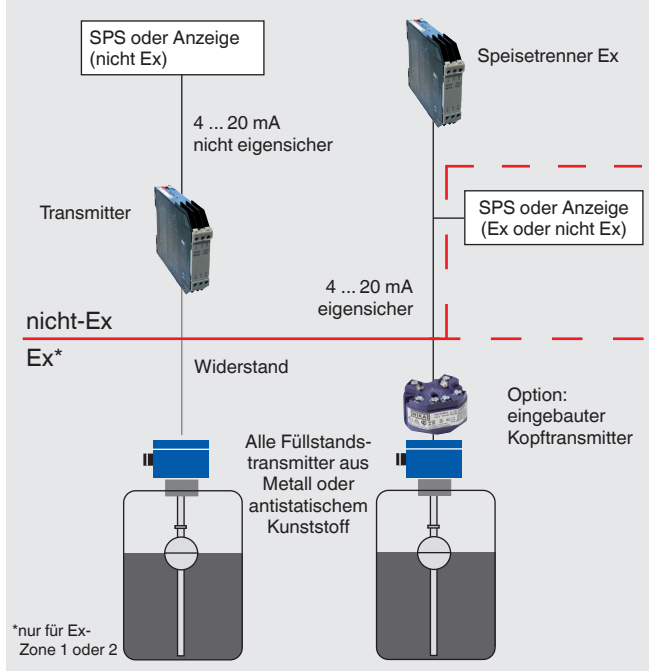 SPS oder Anzeige
(nicht Ex)
Speisetrenner Ex
4 ... 20 mA
nicht eigensicher
Transmitter
SPS oder Anzeige
(Ex oder nicht Ex)
4 ... 20 mA
eigensicher
nicht-Ex
Ex*
Widerstand
Option:
eingebauter
Kopftransmitter
Alle Füllstands-
transmitter aus
Metall oder
antistatischem
Kunststoff
*nur für Ex-
Zone 1 oder 2